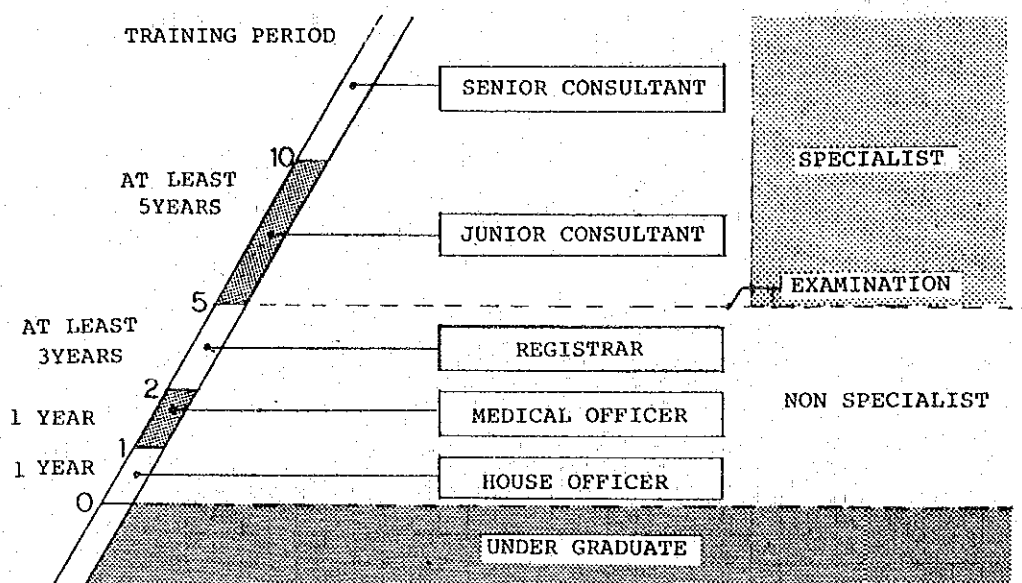 TRAINING PERIOD
SENIOR CONSULTANT
10
SPECIALIST
AT LEAST
5YEARS
JUNIOR CONSULTANT
EXAMINATION
5
AT LEAST
3YEARS
REGISTRAR
2
1 YEAR
MEDICAL OFFICER
NON SPECIALIST
1
1 YEAR
HOUSE OFFICER
0
UNDER GRADUATE